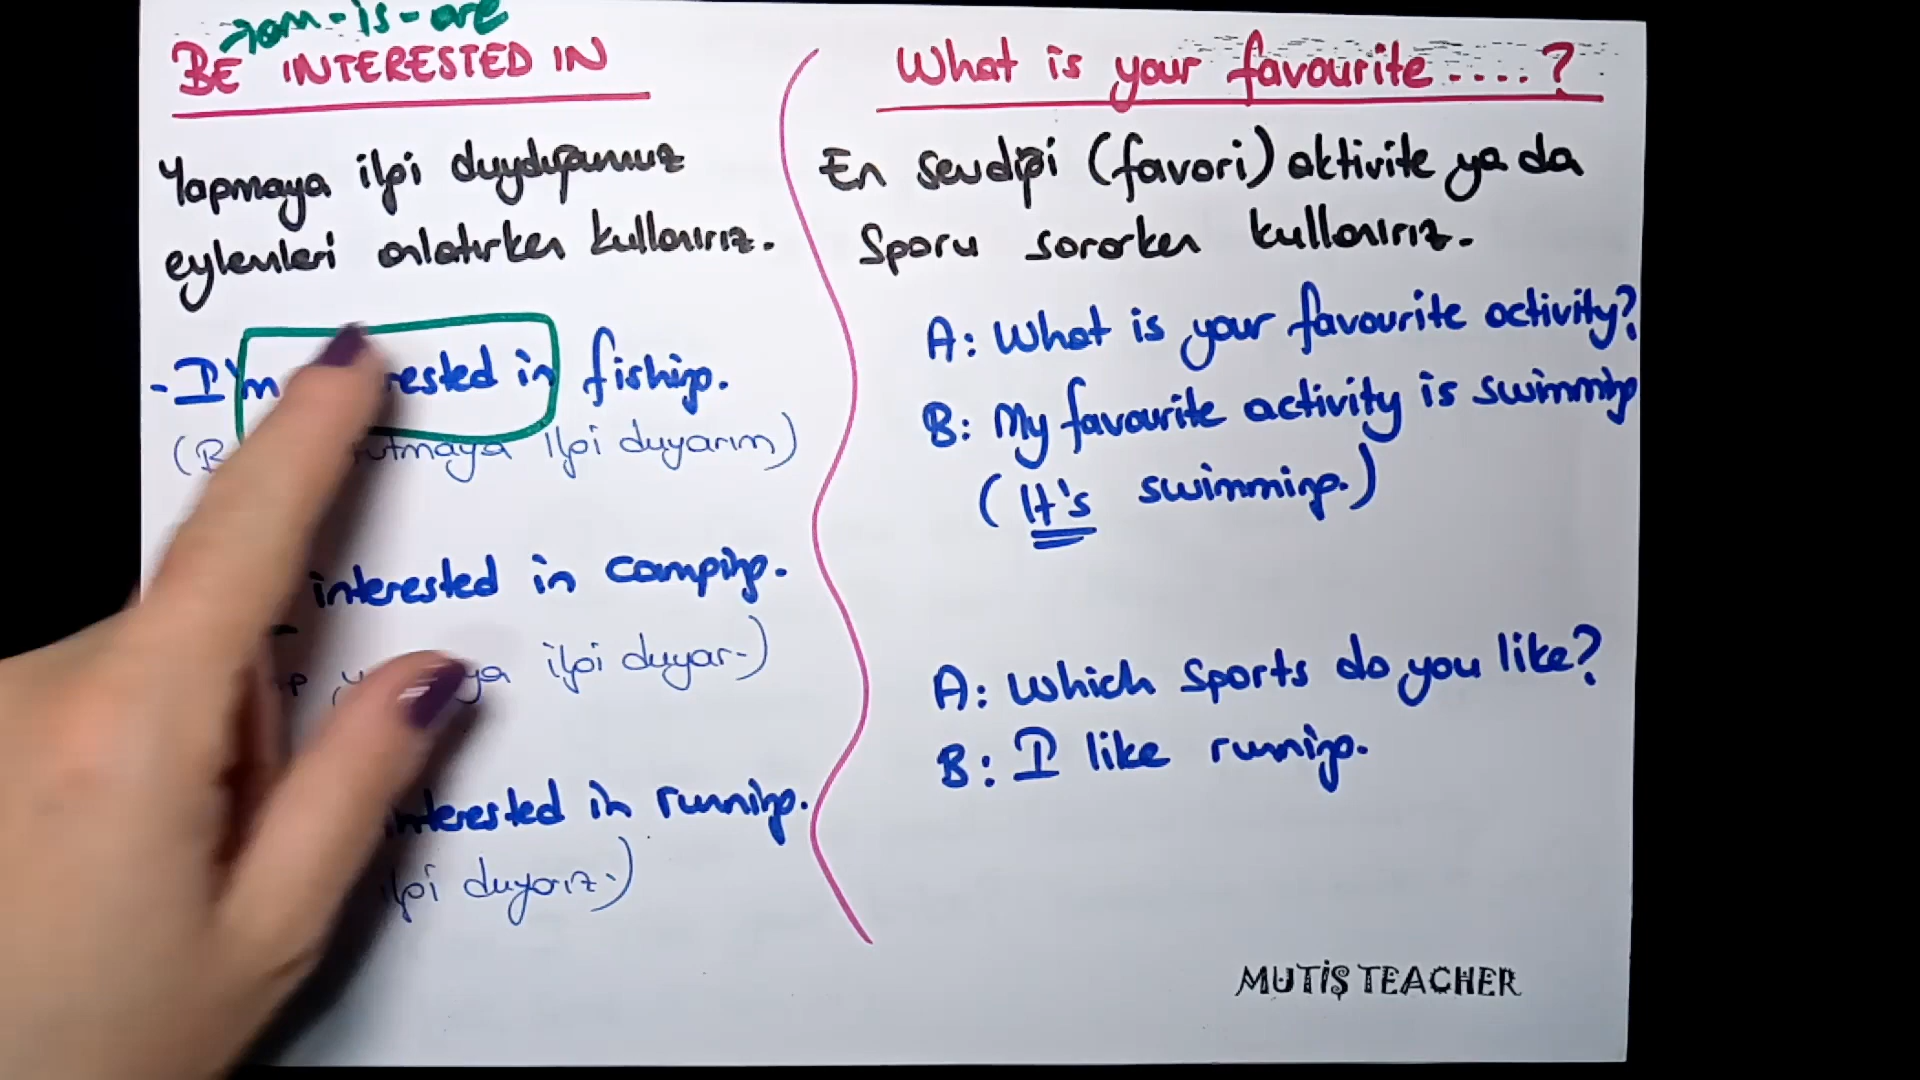 →am-is-are
BE INTERESTED IN
Yapmaya ilgi duyduğumuz
eylemleri anlatırken kullanırız.
-I'm rested in fishing.
(B utmaya ilgi duyarım)
interested in camping.
ya ilgi duyar.)
interested in running.
ilgi duyarız.)
What is your favourite....?
En sevdiği (favori) aktivite ya da
sporu sorarken kullanırız.
A: What is your favourite activity?
B: My favourite activity is swimming
(It's swimming.)
A: Which sports do you like?
B: I like running.
MUTİŞ TEACHER